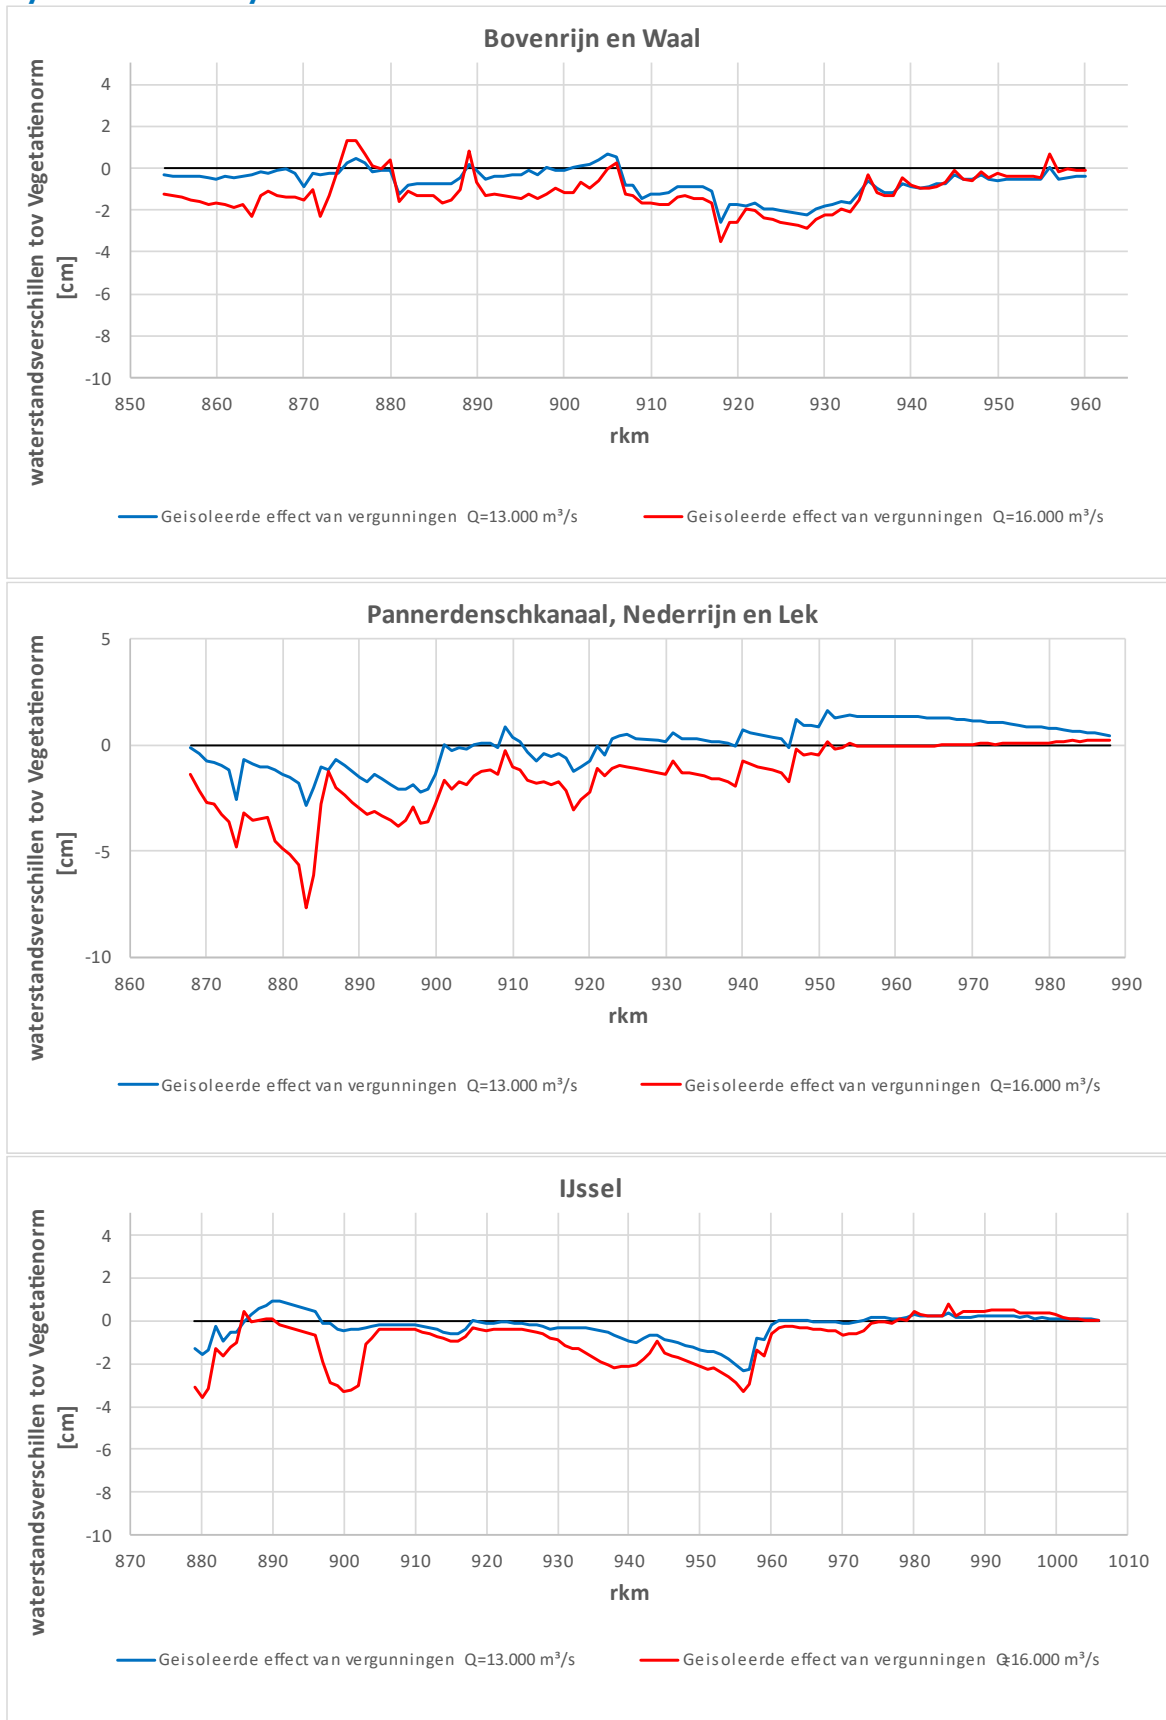 Bovenrijn en Waal
waterstandsverschillen tov Vegetatienorm
[cm]
4
2
0
-2
-4
-6
-8
-10
850 860 870 880 890 900 910 920 930 940 950 960
rkm
Geisoleerde effect van vergunningen Q=13.000 m³/s Geisoleerde effect van vergunningen Q=16.000 m³/s
Pannerdenschkanaal, Nederrijn en Lek
waterstandsverschillen tov Vegetatienorm
[cm]
5
0
-5
-10
860 870 880 890 900 910 920 930 940 950 960 970 980 990
rkm
Geisoleerde effect van vergunningen Q=13.000 m³/s Geisoleerde effect van vergunningen Q=16.000 m³/s
IJssel
waterstandsverschillen tov Vegetatienorm
[cm]
4
2
0
-2
-4
-6
-8
-10
870 880 890 900 910 920 930 940 950 960 970 980 990 1000 1010
rkm
Geisoleerde effect van vergunningen Q=13.000 m³/s Geisoleerde effect van vergunningen Q=16.000 m³/s